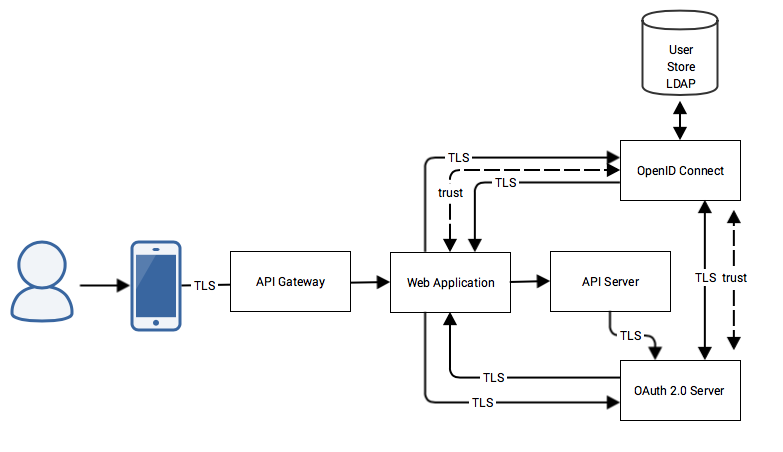 User
Store
LDAP
TLS
OpenID Connect
trust
TLS
TLS
API Gateway
Web Application
API Server
TLS trust
TLS
TLS
TLS
OAuth 2.0 Server